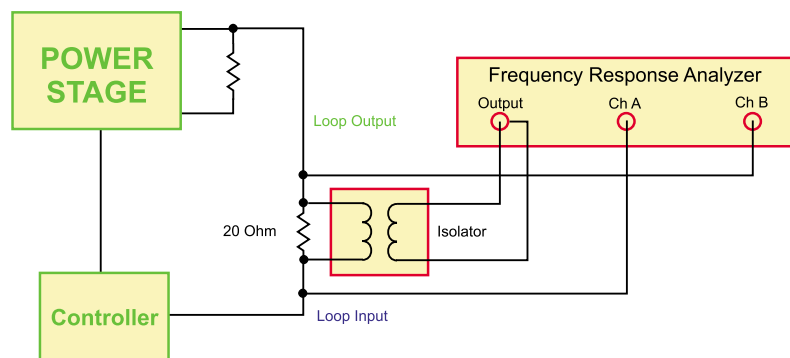 POWER
STAGE
Frequency Response Analyzer
Output
Ch A
Ch B
Loop Output
20 Ohm
Isolator
Controller
Loop Input